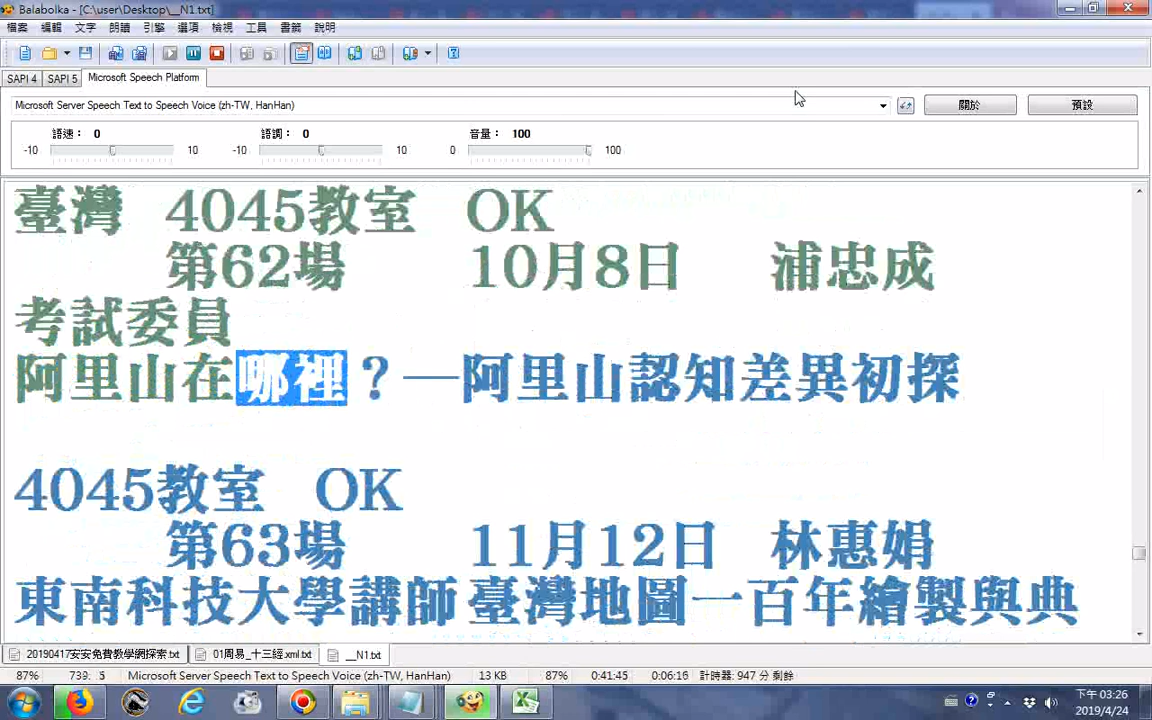 Balabolka - [C:\user\Desktop\__N1.txt]
檔案 編輯 文字 朗讀 引擎 選項 檢視 工具 書籤 說明
SAPI 4 SAPI 5 Microsoft Speech Platform
Microsoft Server Speech Text to Speech Voice (zh-TW, HanHan) 關於 預設
語速： 0 語調： 0 音量： 100
-10 10 -10 10 0 100
臺灣 4045教室 OK
第62場 10月8日 浦忠成
考試委員
阿里山在哪裡？—阿里山認知差異初探
4045教室 OK
第63場 11月12日 林惠娟
東南科技大學講師 臺灣地圖一百年繪製與典
20190417安安免費教學網探索.txt 01周易_十三經.xml.txt __N1.txt
87% 739: 5 Microsoft Server Speech Text to Speech Voice (zh-TW, HanHan) 13 KB 87% 0:41:45 0:06:16 計時器: 947 分 剩餘
下午 03:26
2019/4/24